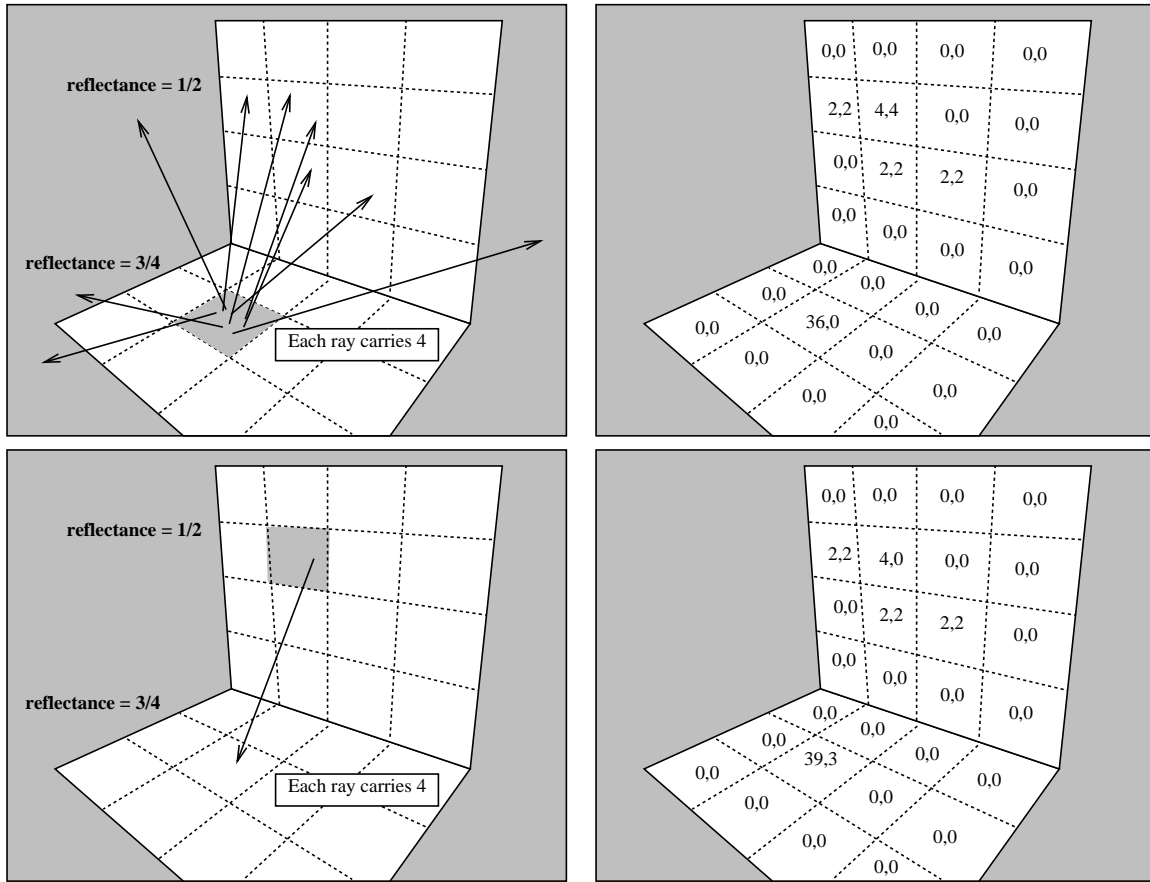 reflectance = 1/2
reflectance = 3/4
Each ray carries 4
0,0 0,0 0,0 0,0
2,2 4,4 0,0 0,0
0,0 2,2 2,2 0,0
0,0 0,0 0,0 0,0
0,0 0,0 0,0 0,0
0,0 36,0 0,0 0,0
0,0 0,0 0,0
0,0 0,0
reflectance = 1/2
reflectance = 3/4
Each ray carries 4
0,0 0,0 0,0 0,0
2,2 4,0 0,0 0,0
0,0 2,2 2,2 0,0
0,0 0,0 0,0 0,0
0,0 0,0 0,0 0,0
0,0 39,3 0,0 0,0
0,0 0,0 0,0
0,0 0,0